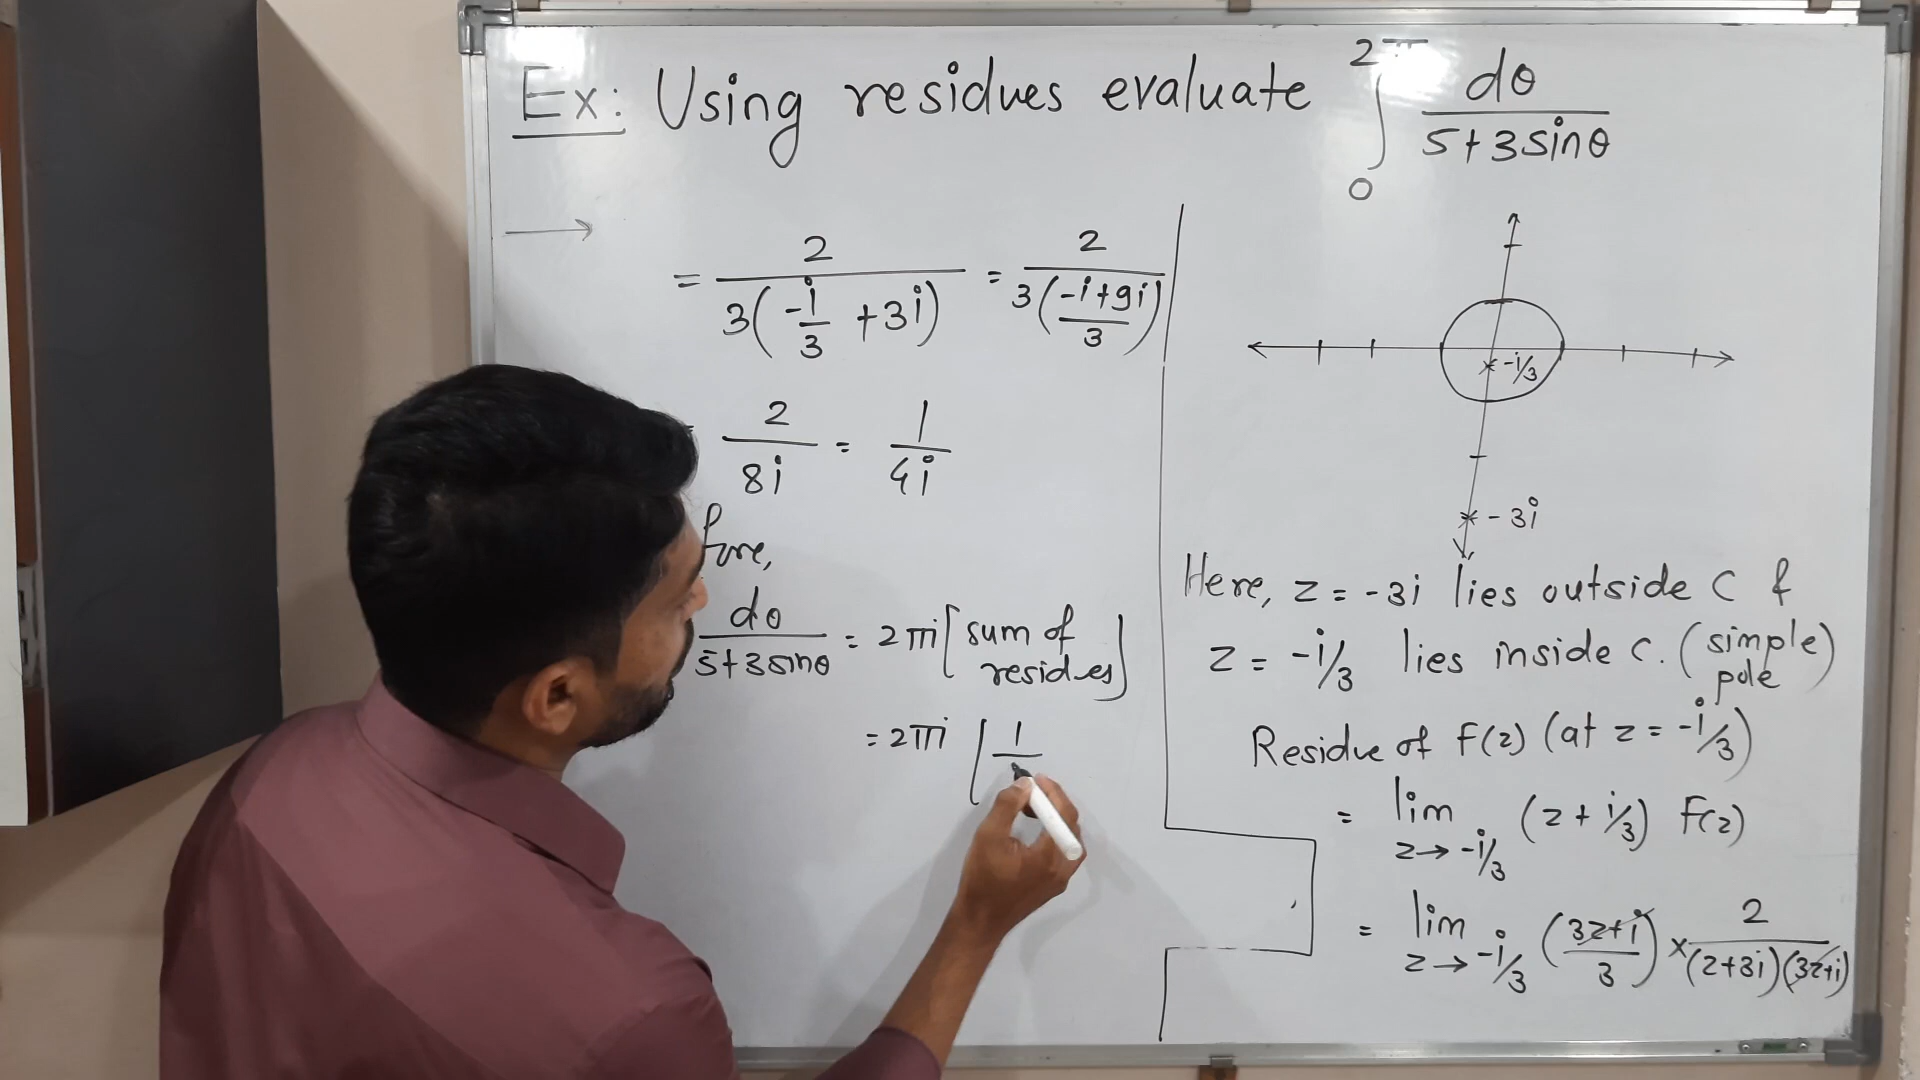 Ex: Using residues evaluate ∫₀^2π dθ / 5+3sinθ
= 2 / 3(-i/3 +3i) = 2 / 3(-i+9i / 3)
2 / 8i = 1 / 4i
fore,
dθ / 5+3sinθ = 2πi [sum of
residues]
= 2πi [ 1
-i/3
-3i
Here, z = -3i lies outside C &
z = -i/3 lies inside C. (simple
pole)
Residue of f(z) (at z = -i/3)
= lim z→-i/3 (z + i/3) f(z)
= lim z→-i/3 (3z+i / 3) × 2 / (z+3i)(3z+i)